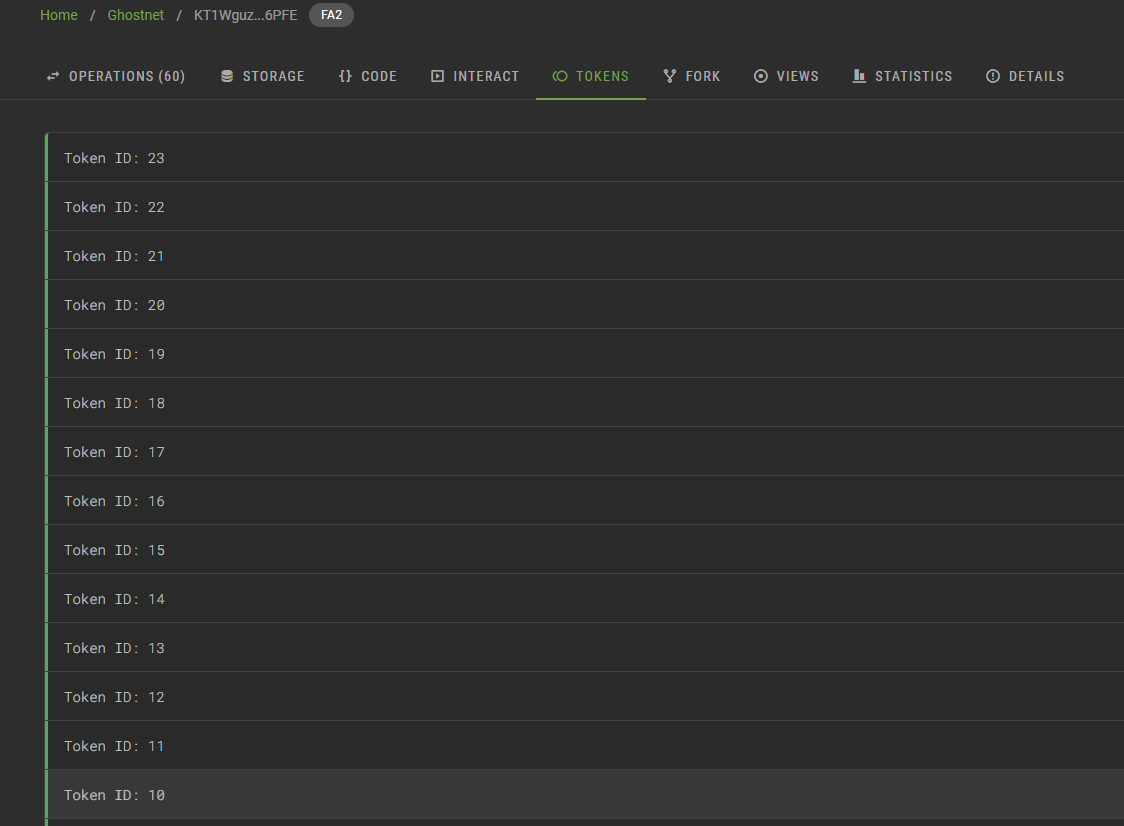 Home / Ghostnet / KT1Wguz...6PFE FA2
OPERATIONS (60) STORAGE {} CODE INTERACT TOKENS FORK VIEWS STATISTICS DETAILS
Token ID: 23
Token ID: 22
Token ID: 21
Token ID: 20
Token ID: 19
Token ID: 18
Token ID: 17
Token ID: 16
Token ID: 15
Token ID: 14
Token ID: 13
Token ID: 12
Token ID: 11
Token ID: 10